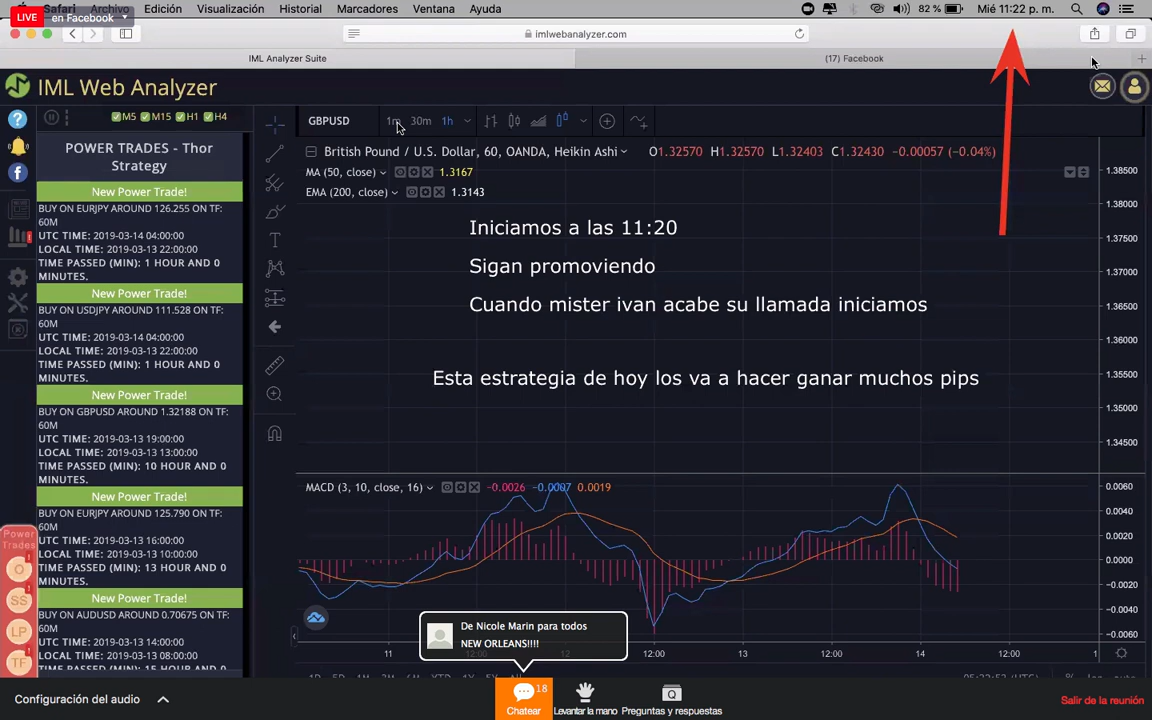 LIVE
en Facebook
Safari Archivo Edición Visualización Historial Marcadores Ventana Ayuda
82 % Mié 11:22 p. m.
imlwebanalyzer.com
IML Analyzer Suite
(17) Facebook
IML Web Analyzer
M5 M15 H1 H4
GBPUSD 1m 30m 1h
POWER TRADES - Thor
Strategy
New Power Trade!
BUY ON EURJPY AROUND 126.255 ON TF:
60M
UTC TIME: 2019-03-14 04:00:00
LOCAL TIME: 2019-03-13 22:00:00
TIME PASSED (MIN): 1 HOUR AND 0
MINUTES.
New Power Trade!
BUY ON USDJPY AROUND 111.528 ON TF:
60M
UTC TIME: 2019-03-14 04:00:00
LOCAL TIME: 2019-03-13 22:00:00
TIME PASSED (MIN): 1 HOUR AND 0
MINUTES.
New Power Trade!
BUY ON GBPUSD AROUND 1.32188 ON TF:
60M
UTC TIME: 2019-03-13 19:00:00
LOCAL TIME: 2019-03-13 13:00:00
TIME PASSED (MIN): 10 HOUR AND 0
MINUTES.
New Power Trade!
BUY ON EURJPY AROUND 125.790 ON TF:
60M
UTC TIME: 2019-03-13 16:00:00
LOCAL TIME: 2019-03-13 10:00:00
TIME PASSED (MIN): 13 HOUR AND 0
MINUTES.
New Power Trade!
BUY ON AUDUSD AROUND 0.70675 ON TF:
60M
UTC TIME: 2019-03-13 14:00:00
LOCAL TIME: 2019-03-13 08:00:00
TIME PASSED (MIN): 15 HOUR AND 0
Power
Trades
O
SS
LP
TF
British Pound / U.S. Dollar, 60, OANDA, Heikin Ashi O1.32570 H1.32570 L1.32403 C1.32430 -0.00057 (-0.04%)
MA (50, close) 1.3167
EMA (200, close) 1.3143
Iniciamos a las 11:20
Sigan promoviendo
Cuando mister ivan acabe su llamada iniciamos
Esta estrategia de hoy los va a hacer ganar muchos pips
1.38500
1.38000
1.37500
1.37000
1.36500
1.36000
1.35500
1.35000
1.34500
MACD (3, 10, close, 16) -0.0026 -0.0007 0.0019
0.0060
0.0040
0.0020
0.0000
-0.0020
-0.0040
-0.0060
11 12:00 12 12:00 13 12:00 14 12:00 1
De Nicole Marin para todos
NEW ORLEANS!!!!
Configuración del audio
18
Chatear
Levantar la mano
Q
Preguntas y respuestas
Salir de la reunión